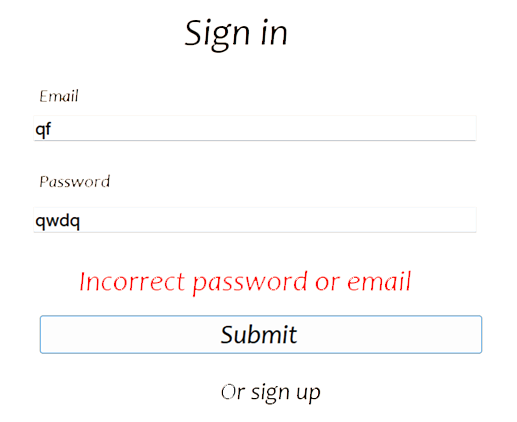 Sign in
Email
qf
Password
qwdq
Incorrect password or email
Submit
Or sign up